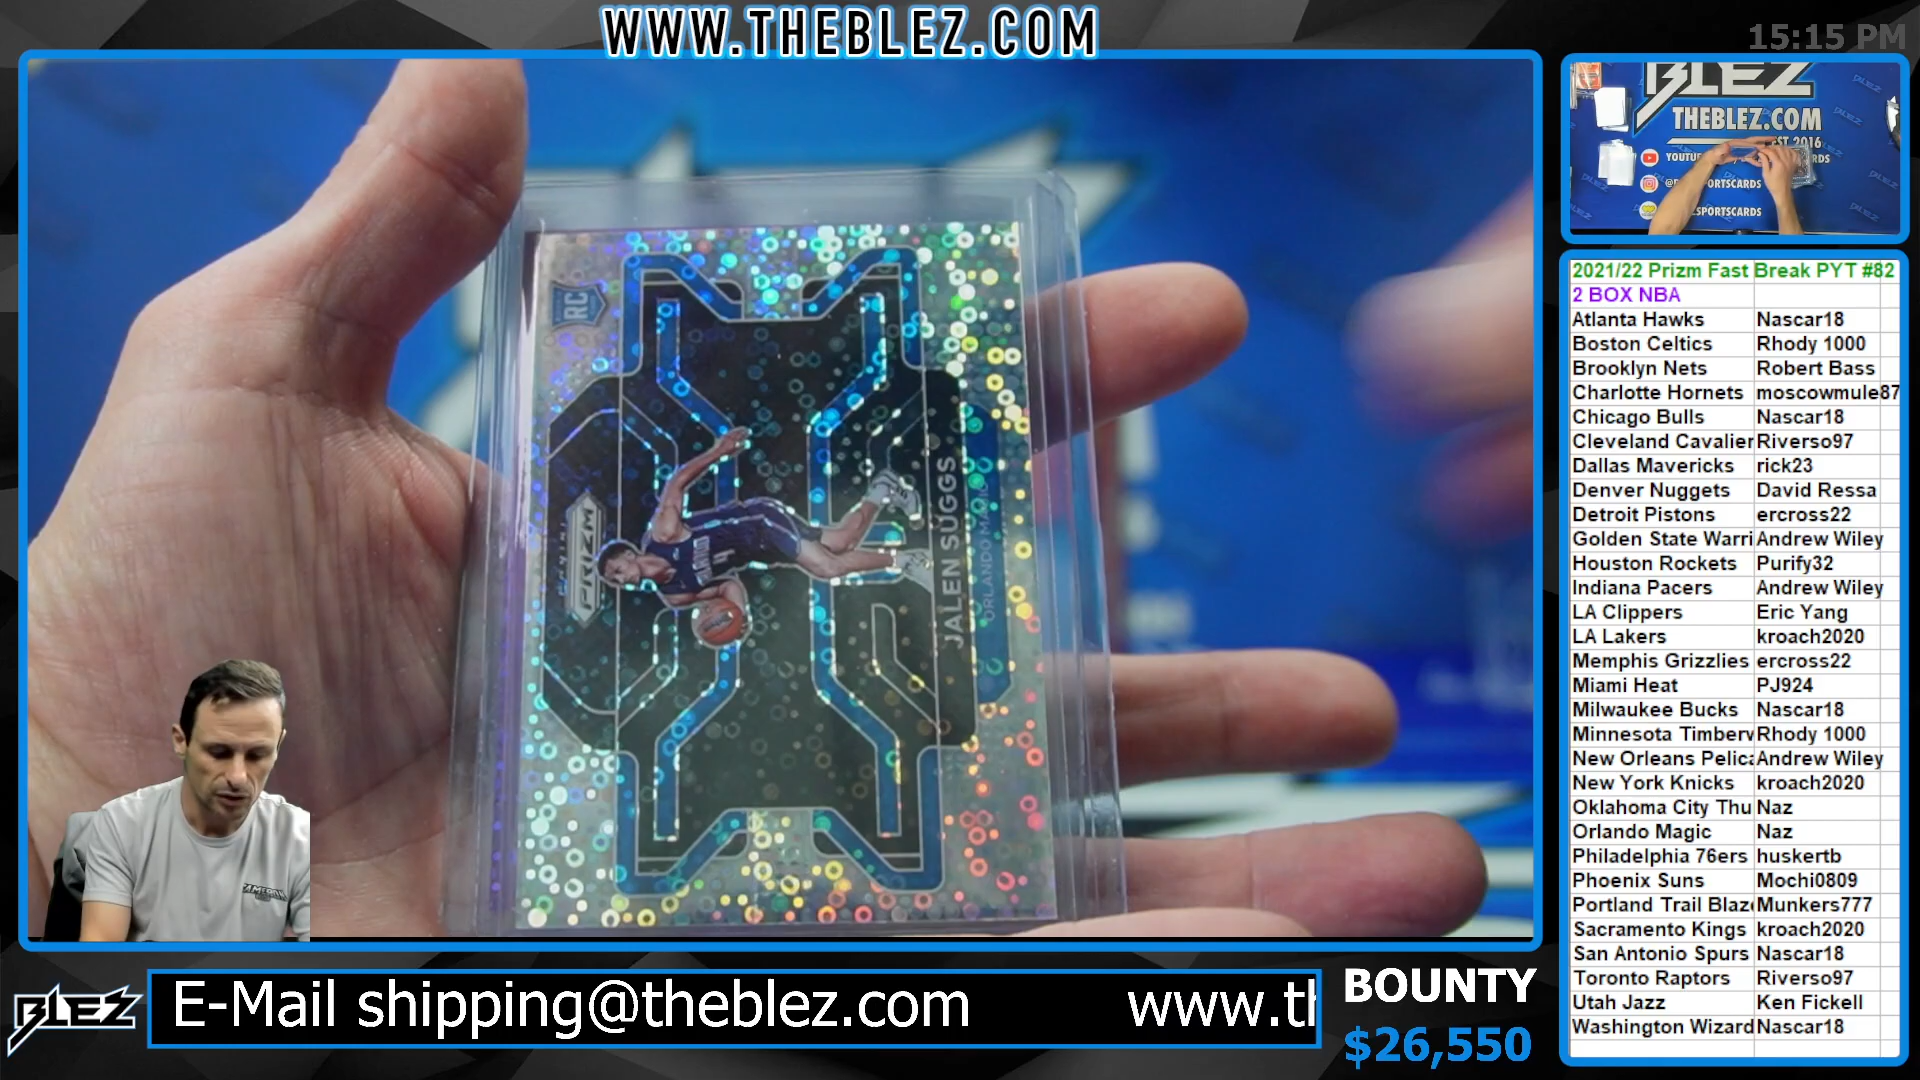 WWW.THEBLEZ.COM
15:15 PM
BLEZ
THEBLEZ.COM
EST 2016
2021/22 Prizm Fast Break PYT #82
2 BOX NBA
Atlanta Hawks Nascar18
Boston Celtics Rhody 1000
Brooklyn Nets Robert Bass
Charlotte Hornets moscowmule87
Chicago Bulls Nascar18
Cleveland Cavalier Riverso97
Dallas Mavericks rick23
Denver Nuggets David Ressa
Detroit Pistons ercross22
Golden State Warri Andrew Wiley
Houston Rockets Purify32
Indiana Pacers Andrew Wiley
LA Clippers Eric Yang
LA Lakers kroach2020
Memphis Grizzlies ercross22
Miami Heat PJ924
Milwaukee Bucks Nascar18
Minnesota Timberv Rhody 1000
New Orleans Pelica Andrew Wiley
New York Knicks kroach2020
Oklahoma City Thu Naz
Orlando Magic Naz
Philadelphia 76ers huskertb
Phoenix Suns Mochi0809
Portland Trail Blaze Munkers777
Sacramento Kings kroach2020
San Antonio Spurs Nascar18
Toronto Raptors Riverso97
Utah Jazz Ken Fickell
Washington Wizard Nascar18
RC
PRIZM
4
JALEN SUGGS
ORLANDO MAGIC
BLEZ
E-Mail shipping@theblez.com www.th
BOUNTY
$26,550